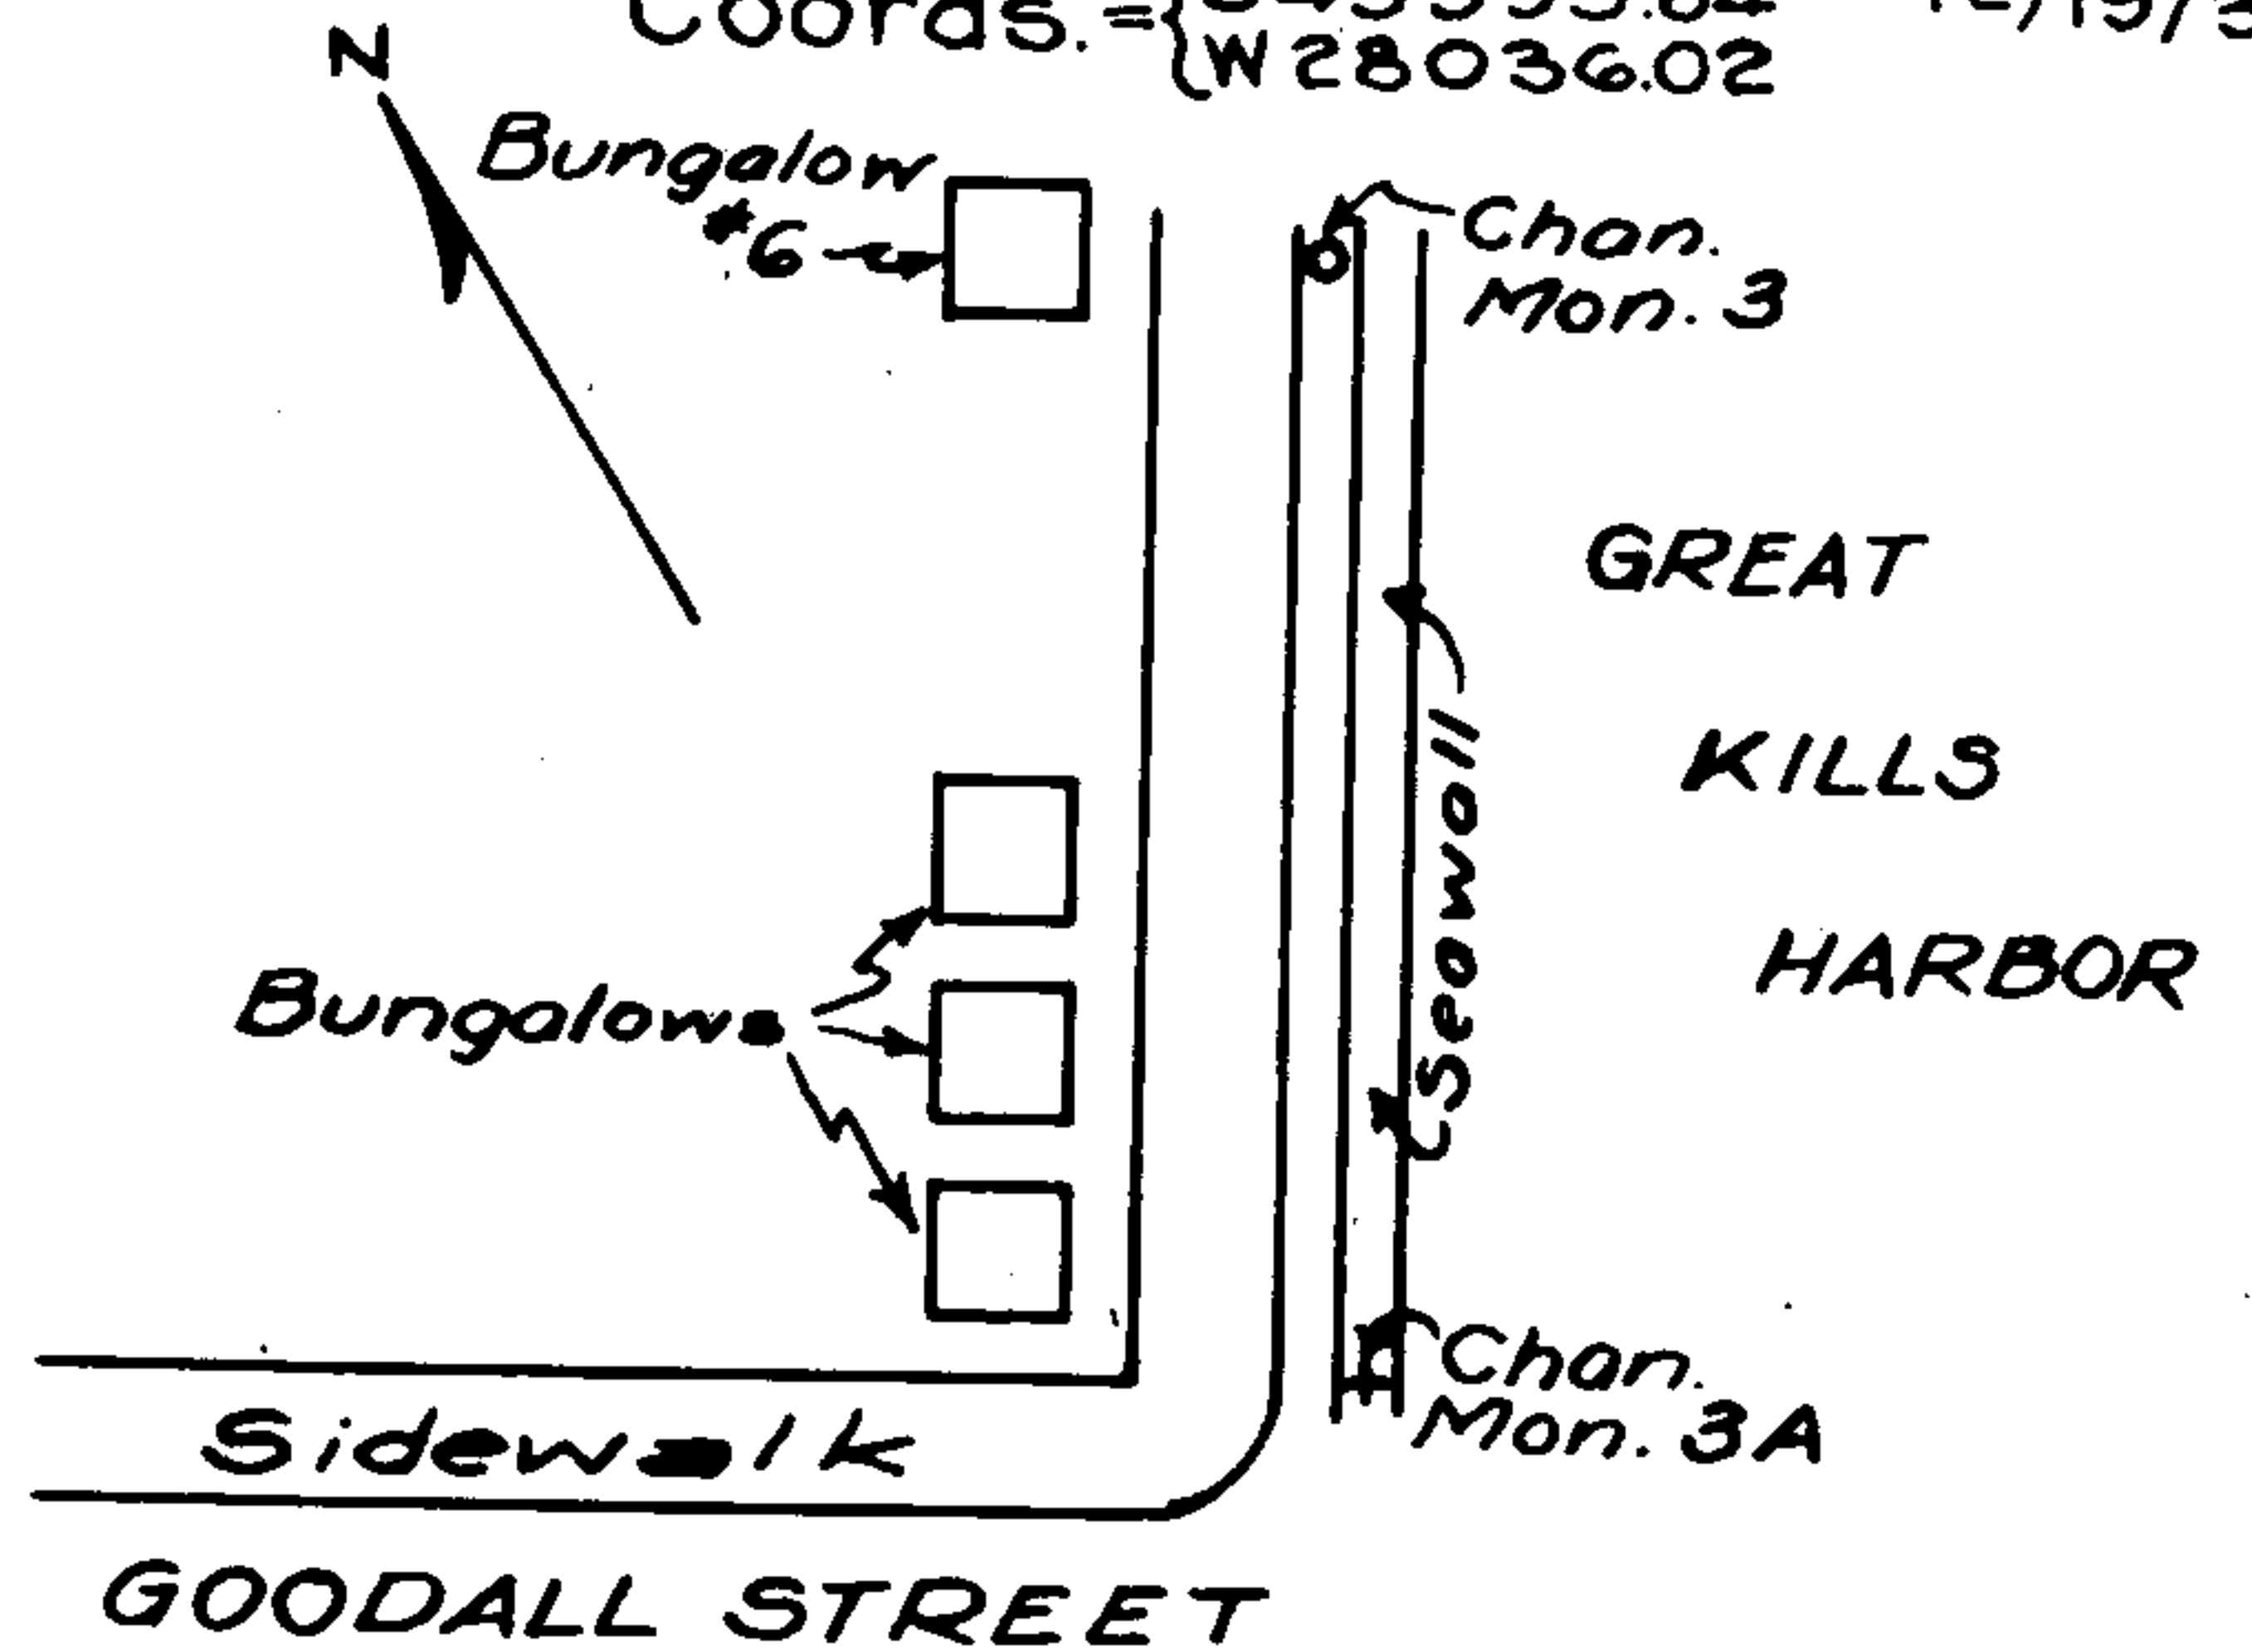 Coords. =
W28036.02
N
Bungalow
#6
Chan.
Mon. 3
GREAT
KILLS
HARBOR
Seawall
Bungalows
Chan.
Mon. 3A
Sidewalk
GOODALL STREET